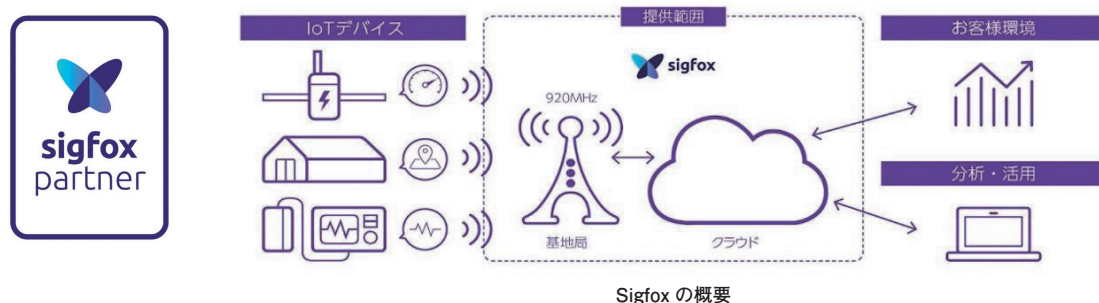 sigfox
partner
IoTデバイス
提供範囲
sigfox
920MHz
基地局
クラウド
お客様環境
分析・活用
Sigfox の概要